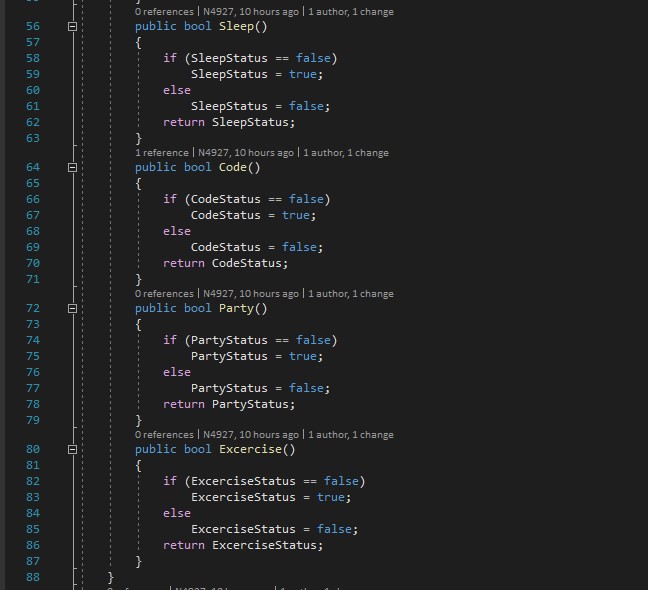 0 references | N4927, 10 hours ago | 1 author, 1 change
56 public bool Sleep()
57 {
58 if (SleepStatus == false)
59 SleepStatus = true;
60 else
61 SleepStatus = false;
62 return SleepStatus;
63 }
1 reference | N4927, 10 hours ago | 1 author, 1 change
64 public bool Code()
65 {
66 if (CodeStatus == false)
67 CodeStatus = true;
68 else
69 CodeStatus = false;
70 return CodeStatus;
71 }
0 references | N4927, 10 hours ago | 1 author, 1 change
72 public bool Party()
73 {
74 if (PartyStatus == false)
75 PartyStatus = true;
76 else
77 PartyStatus = false;
78 return PartyStatus;
79 }
0 references | N4927, 10 hours ago | 1 author, 1 change
80 public bool Excercise()
81 {
82 if (ExcerciseStatus == false)
83 ExcerciseStatus = true;
84 else
85 ExcerciseStatus = false;
86 return ExcerciseStatus;
87 }
88 }